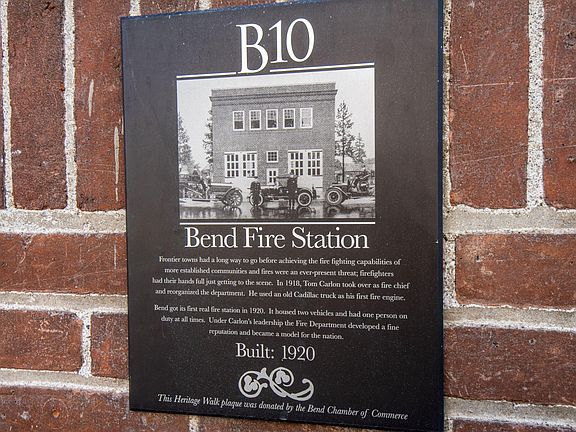 B10
Bend Fire Station
Frontier towns had a long way to go before achieving the fire fighting capabilities of
more established communities and fires were an ever-present threat; firefighters
had their hands full just getting to the scene. In 1918, Tom Carlon took over as fire chief
and reorganized the department. He used an old Cadillac truck as his first fire engine.
Bend got its first real fire station in 1920. It housed two vehicles and had one person on
duty at all times. Under Carlon's leadership the Fire Department developed a fine
reputation and became a model for the nation.
Built: 1920
This Heritage Walk plaque was donated by the Bend Chamber of Commerce